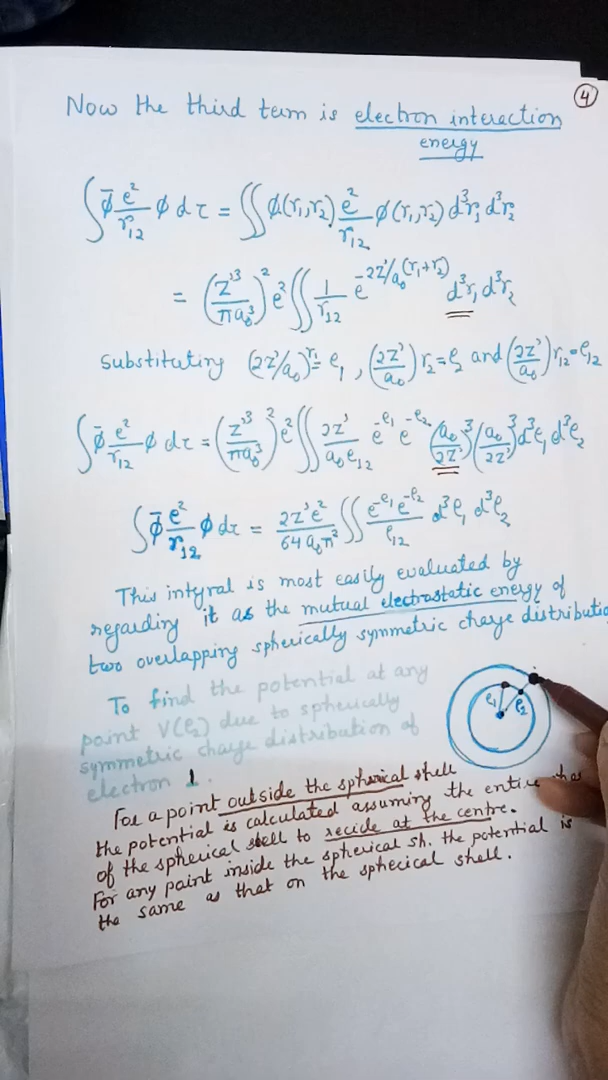 4
Now the third term is electron interaction
energy
∫ φ̄ e²/r₁₂ φ dτ = ∬ φ(r₁,r₂) e²/r₁₂ φ(r₁,r₂) d³r₁ d³r₂
= (Z'³/πa₀³)² e² ∬ 1/r₁₂ e^(-2Z'/a₀ (r₁+r₂)) d³r₁ d³r₂
Substituting (2Z'/a₀) r₁ = ρ₁, (2Z'/a₀) r₂ = ρ₂ and (2Z'/a₀) r₁₂ = ρ₁₂
∫ φ̄ e²/r₁₂ φ dτ = (Z'³/πa₀³)² e² ∬ 2Z'/a₀ρ₁₂ e^(-ρ₁) e^(-ρ₂) (a₀/2Z')³ (a₀/2Z')³ d³ρ₁ d³ρ₂
∫ φ̄ e²/r₁₂ φ dτ = 2Z'e²/64a₀π² ∬ e^(-ρ₁) e^(-ρ₂)/ρ₁₂ d³ρ₁ d³ρ₂
This intgral is most easily evaluated by
regarding it as the mutual electrostatic energy of
two overlapping spherically symmetric charge distributio
To find the potential at any
point V(ρ₂) due to spherically
symmetric charge distribution of
electron 1.
ρ₁ ρ₂
For a point outside the spherical shell
the potential is calculated assuming the entire cha
of the spherical shell to recide at the centre.
For any point inside the spherical sh. the potential is
the same as that on the spherical shell.